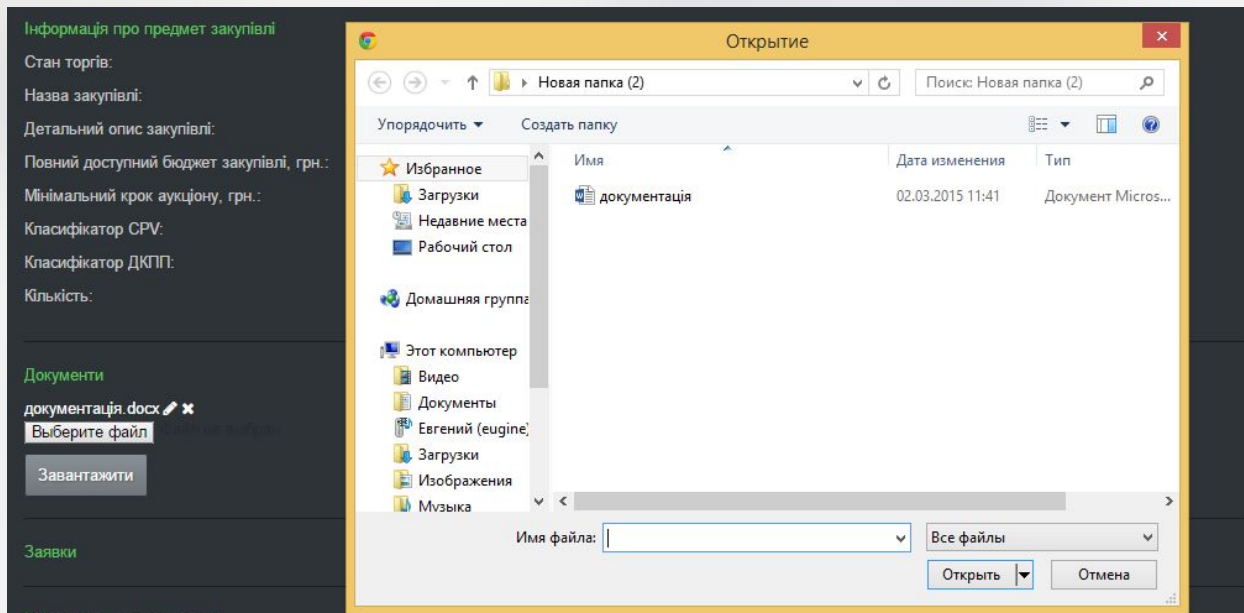 Інформація про предмет закупівлі
Стан торгів:
Назва закупівлі:
Детальний опис закупівлі:
Повний доступний бюджет закупівлі, грн.:
Мінімальний крок аукціону, грн.:
Класифікатор CPV:
Класифікатор ДКПП:
Кількість:
Документи
документація.docx
Выберите файл
Завантажити
Заявки
Открытие
Новая папка (2)
Поиск: Новая папка (2)
Упорядочить Создать папку
Избранное
Загрузки
Недавние места
Рабочий стол
Домашняя группа
Этот компьютер
Видео
Документы
Евгений (eugine)
Загрузки
Изображения
Музыка
Имя Дата изменения Тип
документація 02.03.2015 11:41 Документ Micros...
Имя файла: Все файлы
Открыть Отмена